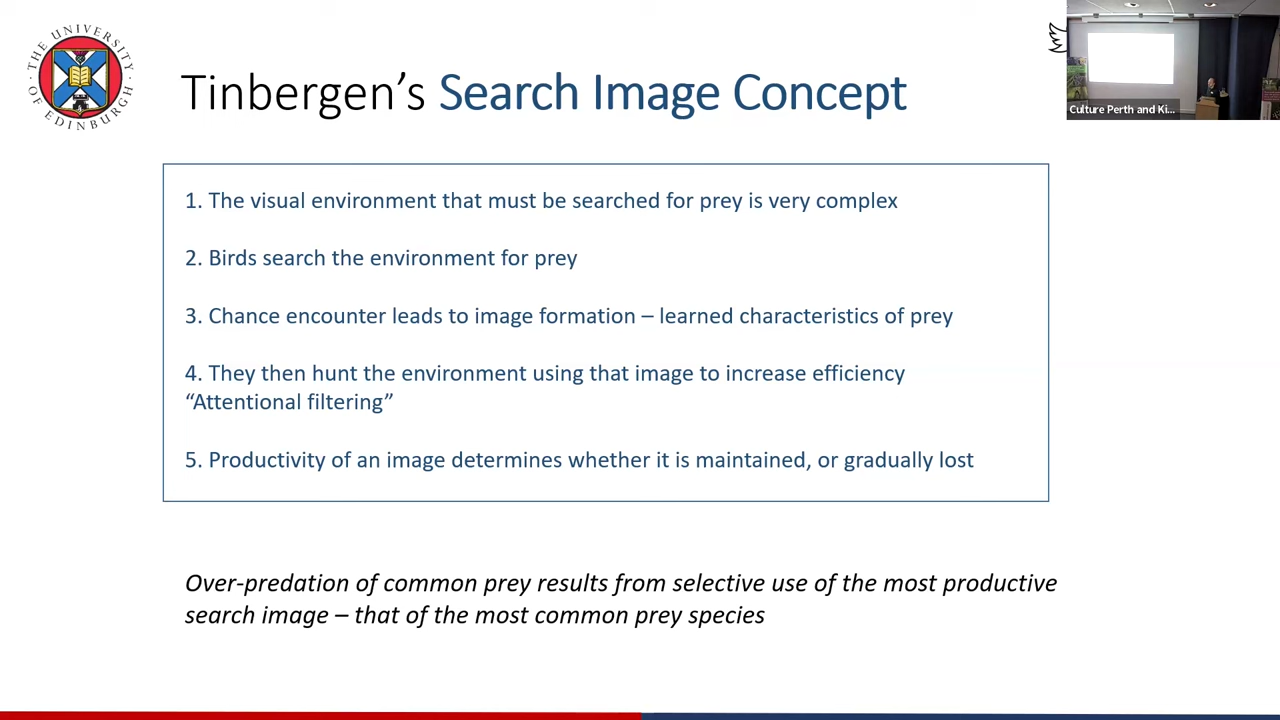 THE UNIVERSITY OF EDINBURGH
Tinbergen's Search Image Concept
Culture Perth and Ki...
1. The visual environment that must be searched for prey is very complex
2. Birds search the environment for prey
3. Chance encounter leads to image formation – learned characteristics of prey
4. They then hunt the environment using that image to increase efficiency
“Attentional filtering”
5. Productivity of an image determines whether it is maintained, or gradually lost
Over-predation of common prey results from selective use of the most productive
search image – that of the most common prey species